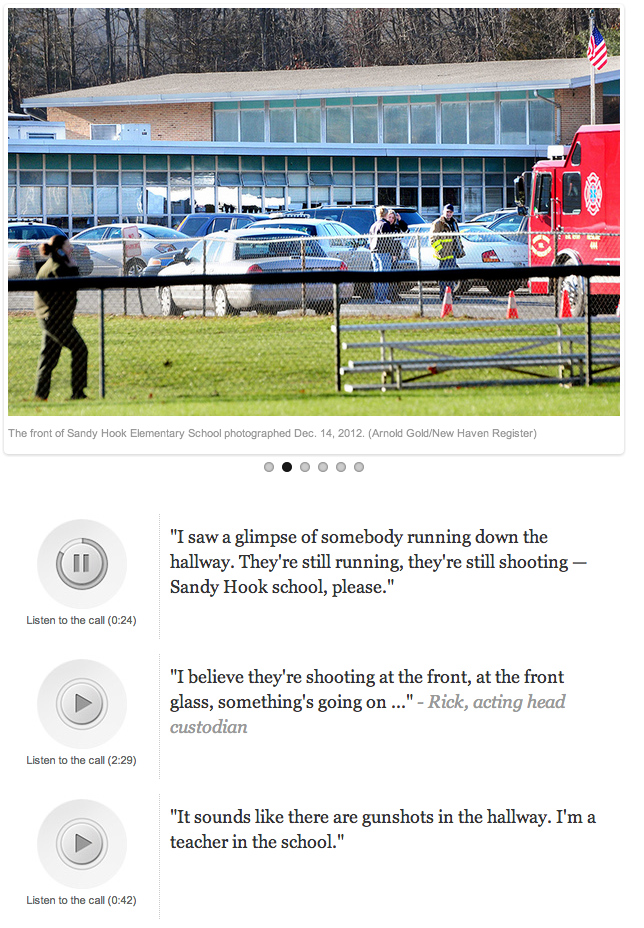 The front of Sandy Hook Elementary School photographed Dec. 14, 2012. (Arnold Gold/New Haven Register)
"I saw a glimpse of somebody running down the
hallway. They're still running, they're still shooting —
Sandy Hook school, please."
Listen to the call (0:24)
"I believe they're shooting at the front, at the front
glass, something's going on ..." - Rick, acting head
custodian
Listen to the call (2:29)
"It sounds like there are gunshots in the hallway. I'm a
teacher in the school."
Listen to the call (0:42)